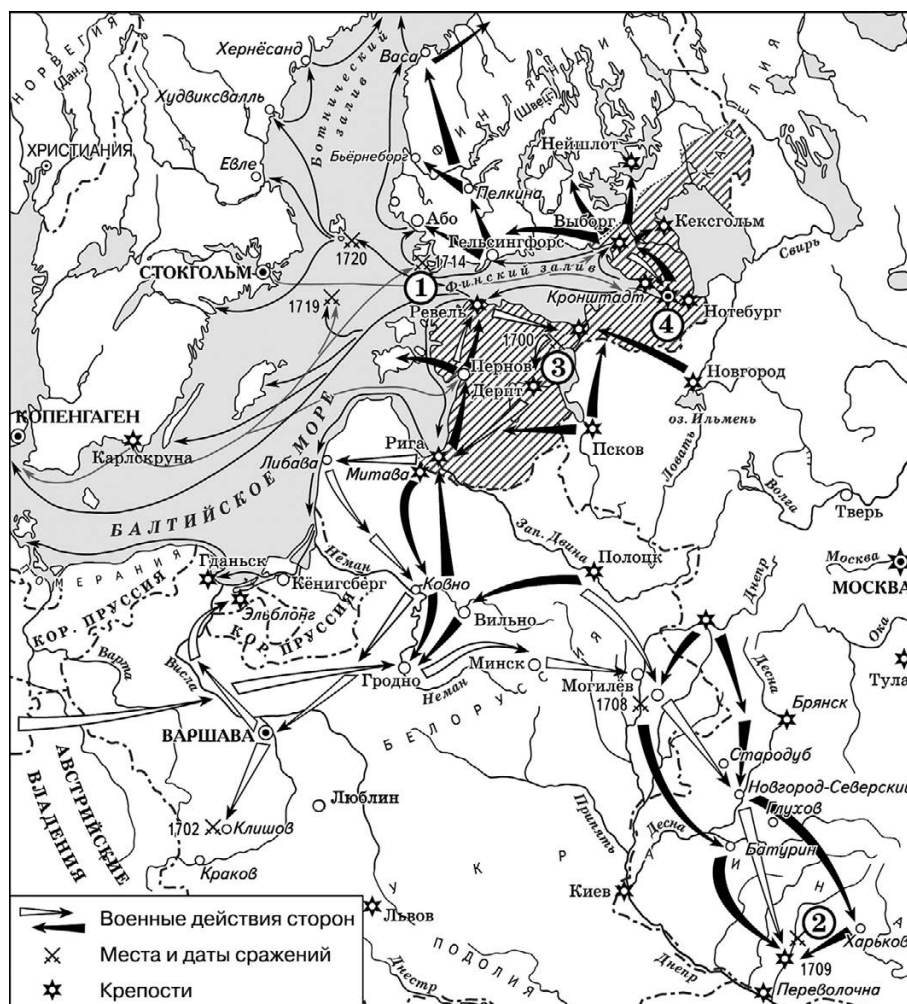 НОРВЕГИЯ
(Дан.)
Хернёсанд
Ботнический
залив
Васа
ФИНЛЯНДИЯ
(Швец.)
КАРЕЛИЯ
Худвиксвалль
ХРИСТИАНИЯ
Евле
Бьёрнеборг
Нейшлот
Пелкина
Або
Выборг
Кексгольм
Гельсингфорс
Свирь
1720
1714
СТОКГОЛЬМ
Финский залив
1
Кронштадт
1719
Ревель
Нотебург
4
1700
3
Пернов
Новгород
Дерпт
КОПЕНГАГЕН
оз. Ильмень
Карлскруна
Рига
Псков
Ловать
Либава
Митава
Волга
БАЛТИЙСКОЕ МОРЕ
Тверь
Зап. Двина
ПОМЕРАНИЯ
Гданьск
Неман
Полоцк
Днепр
Москва
Кёнигсберг
Ковно
МОСКВА
КОР. ПРУССИЯ
Эльблонг
КОР. ПРУССИЯ
Вильно
Ока
Варта
Висла
Гродно
Минск
Десна
Тула
Неман
Могилёв
БЕЛОРУССИЯ
1708
Брянск
ВАРШАВА
АВСТРИЙСКИЕ
ВЛАДЕНИЯ
Стародуб
Люблин
Новгород-Северский
Припять
Глухов
1702
Клишов
Десна
Батурин
Краков
УКРАИНА
Киев
2
Львов
Харьков
ПОДОЛИЯ
1709
Днестр
Днепр
Переволочна
Военные действия сторон
Места и даты сражений
Крепости